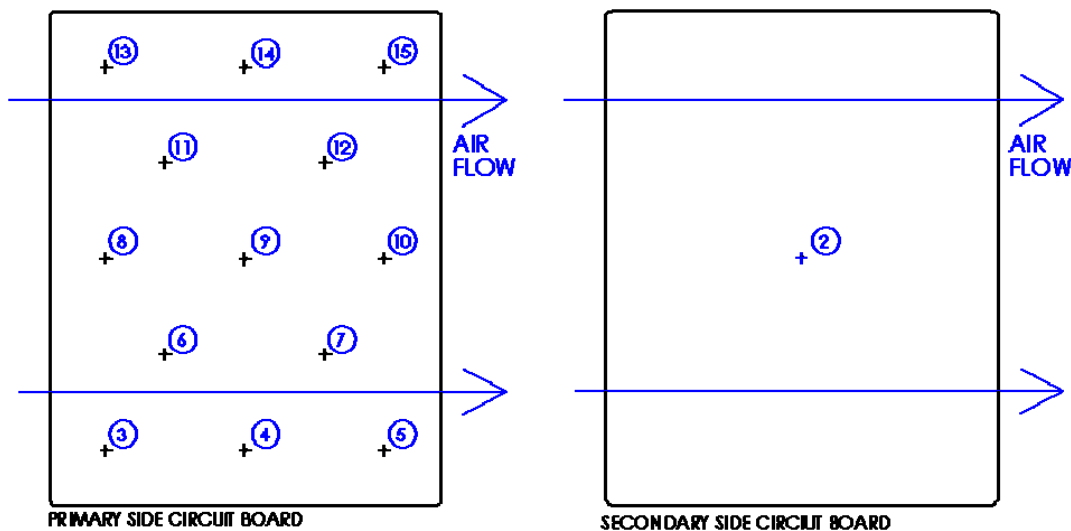 13 14 15
AIR
FLOW
11 12
8 9 10
6 7
3 4 5
PRIMARY SIDE CIRCUIT BOARD
AIR
FLOW
2
SECONDARY SIDE CIRCIUT BOARD